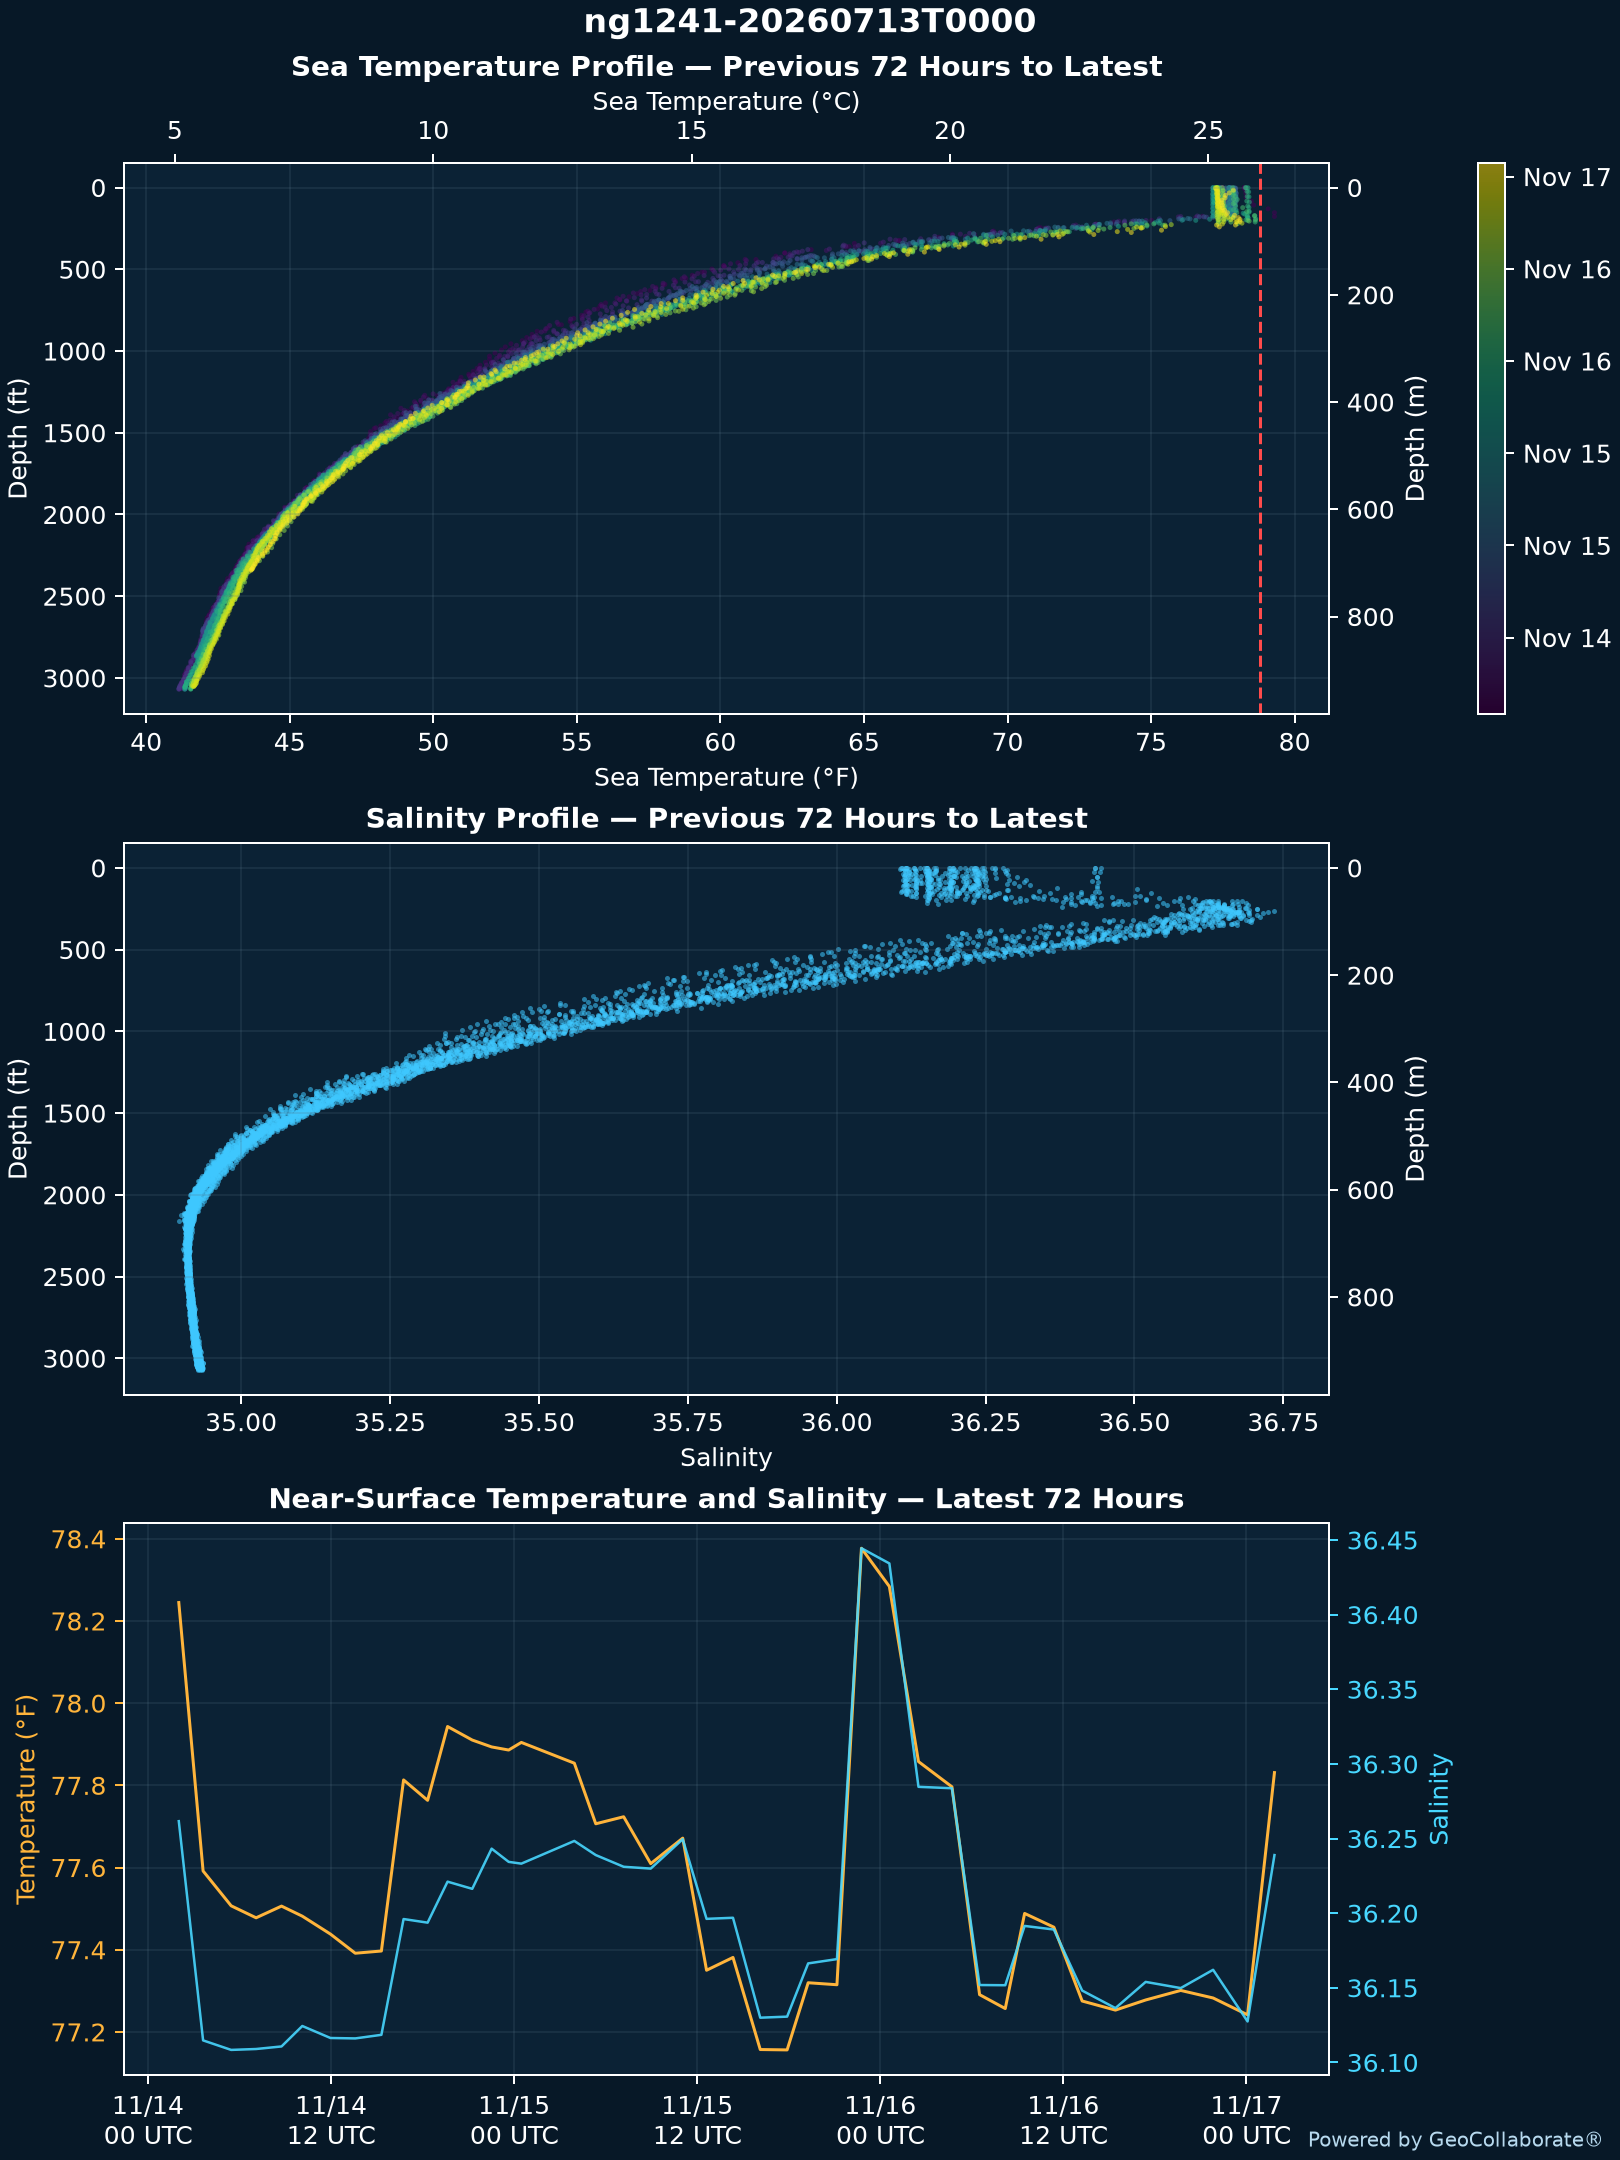 ng1241-20260713T0000
Sea Temperature Profile — Previous 72 Hours to Latest
Sea Temperature (°C)
5 10 15 20 25
0 500 1000 1500 2000 2500 3000
Depth (ft)
0 200 400 600 800
Depth (m)
Nov 17
Nov 16
Nov 16
Nov 15
Nov 15
Nov 14
40 45 50 55 60 65 70 75 80
Sea Temperature (°F)
Salinity Profile — Previous 72 Hours to Latest
0 500 1000 1500 2000 2500 3000
Depth (ft)
0 200 400 600 800
Depth (m)
35.00 35.25 35.50 35.75 36.00 36.25 36.50 36.75
Salinity
Near-Surface Temperature and Salinity — Latest 72 Hours
78.4 78.2 78.0 77.8 77.6 77.4 77.2
Temperature (°F)
36.45 36.40 36.35 36.30 36.25 36.20 36.15 36.10
Salinity
11/14 11/14 11/15 11/15 11/16 11/16 11/17
00 UTC 12 UTC 00 UTC 12 UTC 00 UTC 12 UTC 00 UTC
Powered by GeoCollaborate®